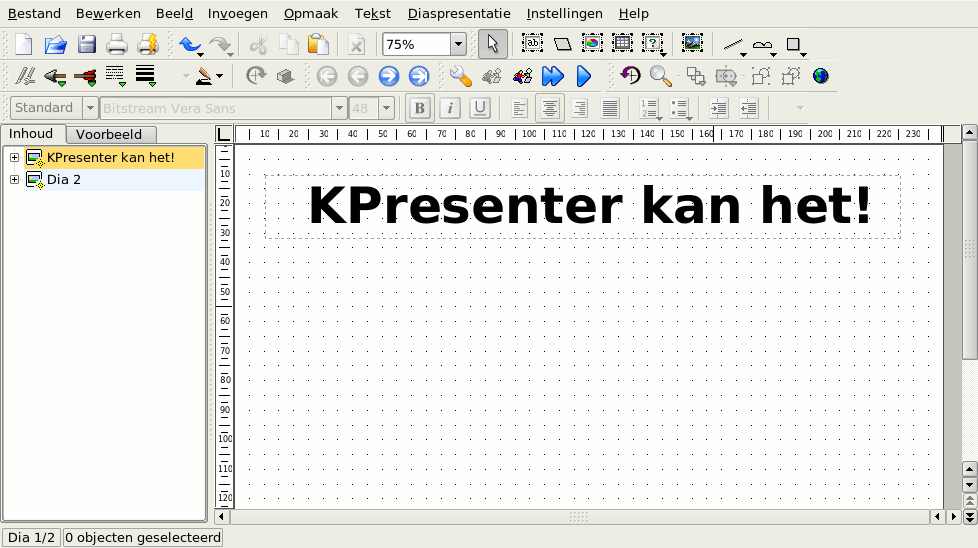 Bestand Bewerken Beeld Invoegen Opmaak Tekst Diaspresentatie Instellingen Help
75%
Standard Bitstream Vera Sans 48 B i U
Inhoud Voorbeeld
10 20 30 40 50 60 70 80 90 100 110 120 130 140 150 160 170 180 190 200 210 220 230
KPresenter kan het!
Dia 2
KPresenter kan het!
10
20
30
40
50
60
70
80
90
100
110
120
Dia 1/2 0 objecten geselecteerd